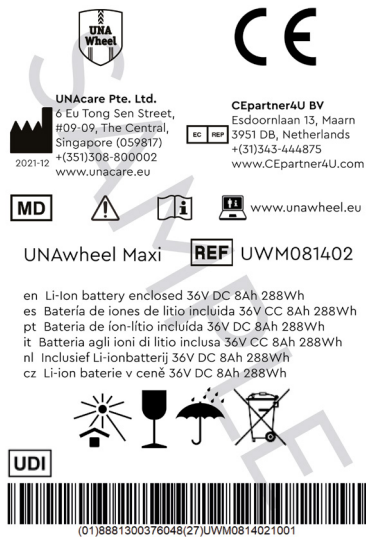 UNA
Wheel
CE
UNAcare Pte. Ltd.
6 Eu Tong Sen Street,
#09-09, The Central,
Singapore (059817)
+(351)308-800002
www.unacare.eu
2021-12
EC REP
CEpartner4U BV
Esdoornlaan 13, Maarn
3951 DB, Netherlands
+(31)343-444875
www.CEpartner4U.com
MD
www.unawheel.eu
UNAwheel Maxi REF UWM081402
en Li-Ion battery enclosed 36V DC 8Ah 288Wh
es Batería de iones de litio incluida 36V CC 8Ah 288Wh
pt Bateria de íon-lítio incluída 36V DC 8Ah 288Wh
it Batteria agli ioni di litio inclusa 36V CC 8Ah 288Wh
nl Inclusief Li-ionbatterij 36V DC 8Ah 288Wh
cz Li-ion baterie v ceně 36V DC 8Ah 288Wh
UDI
(01)8881300376048(27)UWM0814021001
SAMPLE